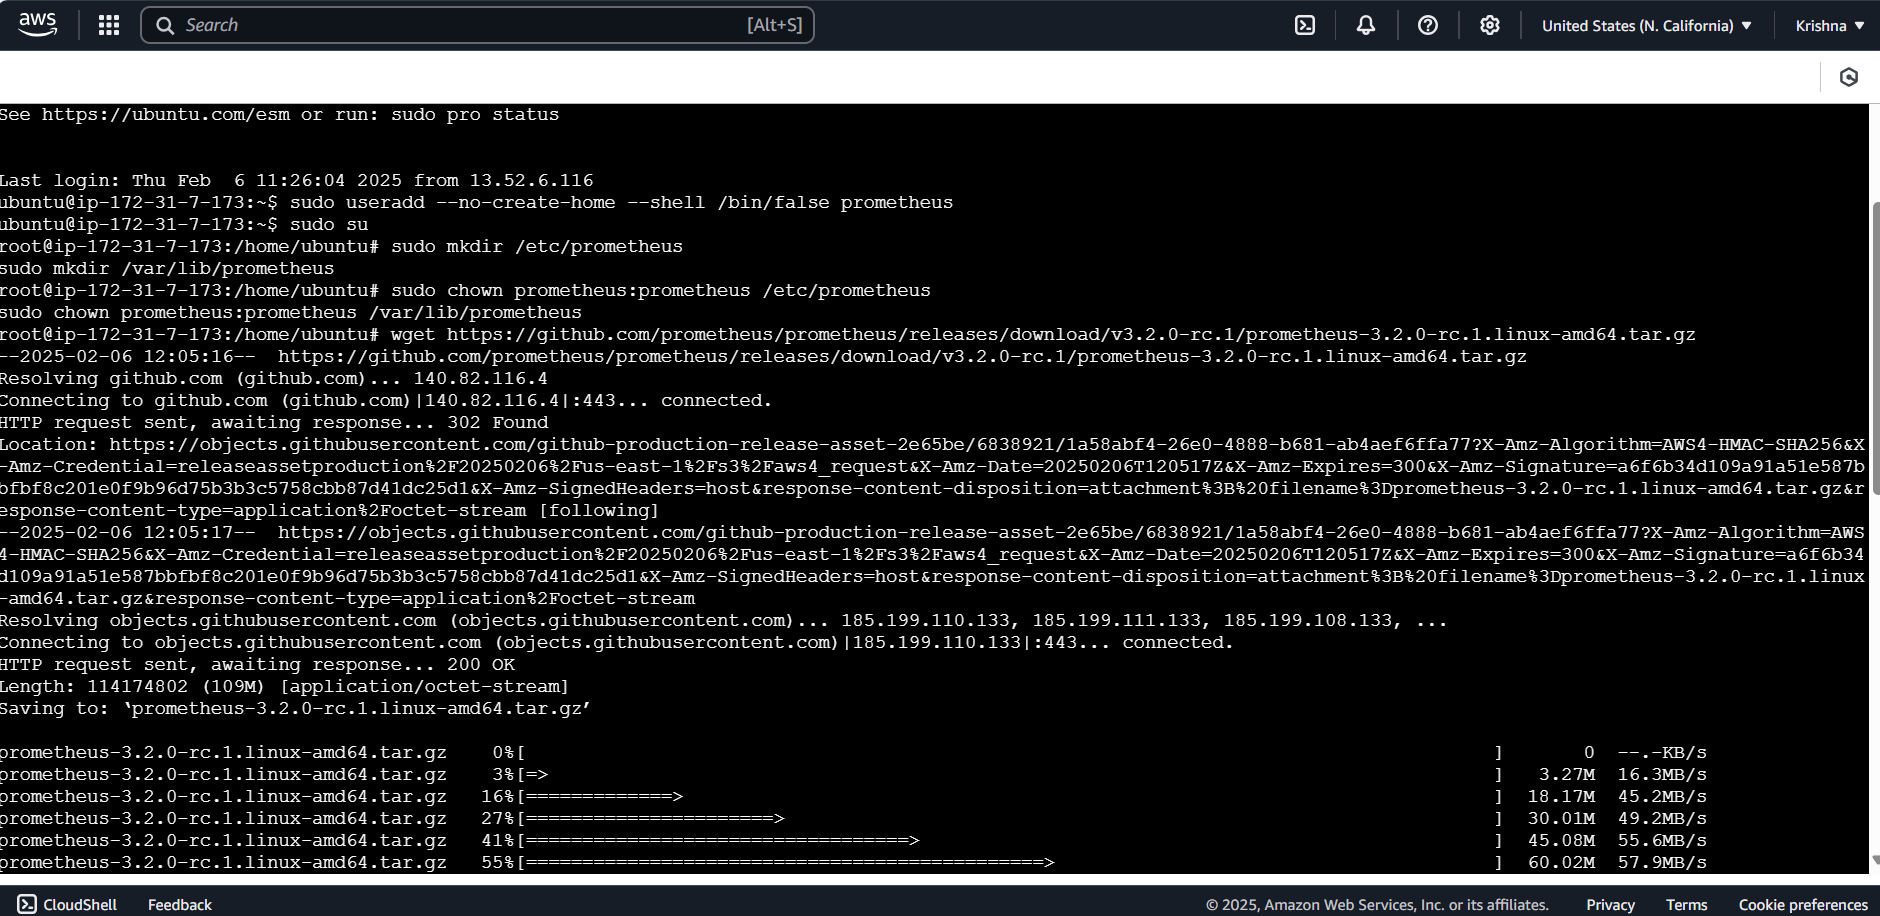 aws
Search [Alt+S]
United States (N. California)
Krishna
See https://ubuntu.com/esm or run: sudo pro status
Last login: Thu Feb  6 11:26:04 2025 from 13.52.6.116
ubuntu@ip-172-31-7-173:~$ sudo useradd --no-create-home --shell /bin/false prometheus
ubuntu@ip-172-31-7-173:~$ sudo su
root@ip-172-31-7-173:/home/ubuntu# sudo mkdir /etc/prometheus
sudo mkdir /var/lib/prometheus
root@ip-172-31-7-173:/home/ubuntu# sudo chown prometheus:prometheus /etc/prometheus
sudo chown prometheus:prometheus /var/lib/prometheus
root@ip-172-31-7-173:/home/ubuntu# wget https://github.com/prometheus/prometheus/releases/download/v3.2.0-rc.1/prometheus-3.2.0-rc.1.linux-amd64.tar.gz
--2025-02-06 12:05:16--  https://github.com/prometheus/prometheus/releases/download/v3.2.0-rc.1/prometheus-3.2.0-rc.1.linux-amd64.tar.gz
Resolving github.com (github.com)... 140.82.116.4
Connecting to github.com (github.com)|140.82.116.4|:443... connected.
HTTP request sent, awaiting response... 302 Found
Location: https://objects.githubusercontent.com/github-production-release-asset-2e65be/6838921/1a58abf4-26e0-4888-b681-ab4aef6ffa77?X-Amz-Algorithm=AWS4-HMAC-SHA256&X
-Amz-Credential=releaseassetproduction%2F20250206%2Fus-east-1%2Fs3%2Faws4_request&X-Amz-Date=20250206T120517Z&X-Amz-Expires=300&X-Amz-Signature=a6f6b34d109a91a51e587b
bfbf8c201e0f9b96d75b3b3c5758cbb87d41dc25d1&X-Amz-SignedHeaders=host&response-content-disposition=attachment%3B%20filename%3Dprometheus-3.2.0-rc.1.linux-amd64.tar.gz&r
esponse-content-type=application%2Foctet-stream [following]
--2025-02-06 12:05:17--  https://objects.githubusercontent.com/github-production-release-asset-2e65be/6838921/1a58abf4-26e0-4888-b681-ab4aef6ffa77?X-Amz-Algorithm=AWS
4-HMAC-SHA256&X-Amz-Credential=releaseassetproduction%2F20250206%2Fus-east-1%2Fs3%2Faws4_request&X-Amz-Date=20250206T120517Z&X-Amz-Expires=300&X-Amz-Signature=a6f6b34
d109a91a51e587bbfbf8c201e0f9b96d75b3b3c5758cbb87d41dc25d1&X-Amz-SignedHeaders=host&response-content-disposition=attachment%3B%20filename%3Dprometheus-3.2.0-rc.1.linux
-amd64.tar.gz&response-content-type=application%2Foctet-stream
Resolving objects.githubusercontent.com (objects.githubusercontent.com)... 185.199.110.133, 185.199.111.133, 185.199.108.133, ...
Connecting to objects.githubusercontent.com (objects.githubusercontent.com)|185.199.110.133|:443... connected.
HTTP request sent, awaiting response... 200 OK
Length: 114174802 (109M) [application/octet-stream]
Saving to: ‘prometheus-3.2.0-rc.1.linux-amd64.tar.gz’
prometheus-3.2.0-rc.1.linux-amd64.tar.gz    0%[ ]       0  --.-KB/s
prometheus-3.2.0-rc.1.linux-amd64.tar.gz    3%[=> ]   3.27M  16.3MB/s
prometheus-3.2.0-rc.1.linux-amd64.tar.gz   16%[=============> ]  18.17M  45.2MB/s
prometheus-3.2.0-rc.1.linux-amd64.tar.gz   27%[======================> ]  30.01M  49.2MB/s
prometheus-3.2.0-rc.1.linux-amd64.tar.gz   41%[==================================> ]  45.08M  55.6MB/s
prometheus-3.2.0-rc.1.linux-amd64.tar.gz   55%[==============================================> ]  60.02M  57.9MB/s
CloudShell Feedback © 2025, Amazon Web Services, Inc. or its affiliates. Privacy Terms Cookie preferences